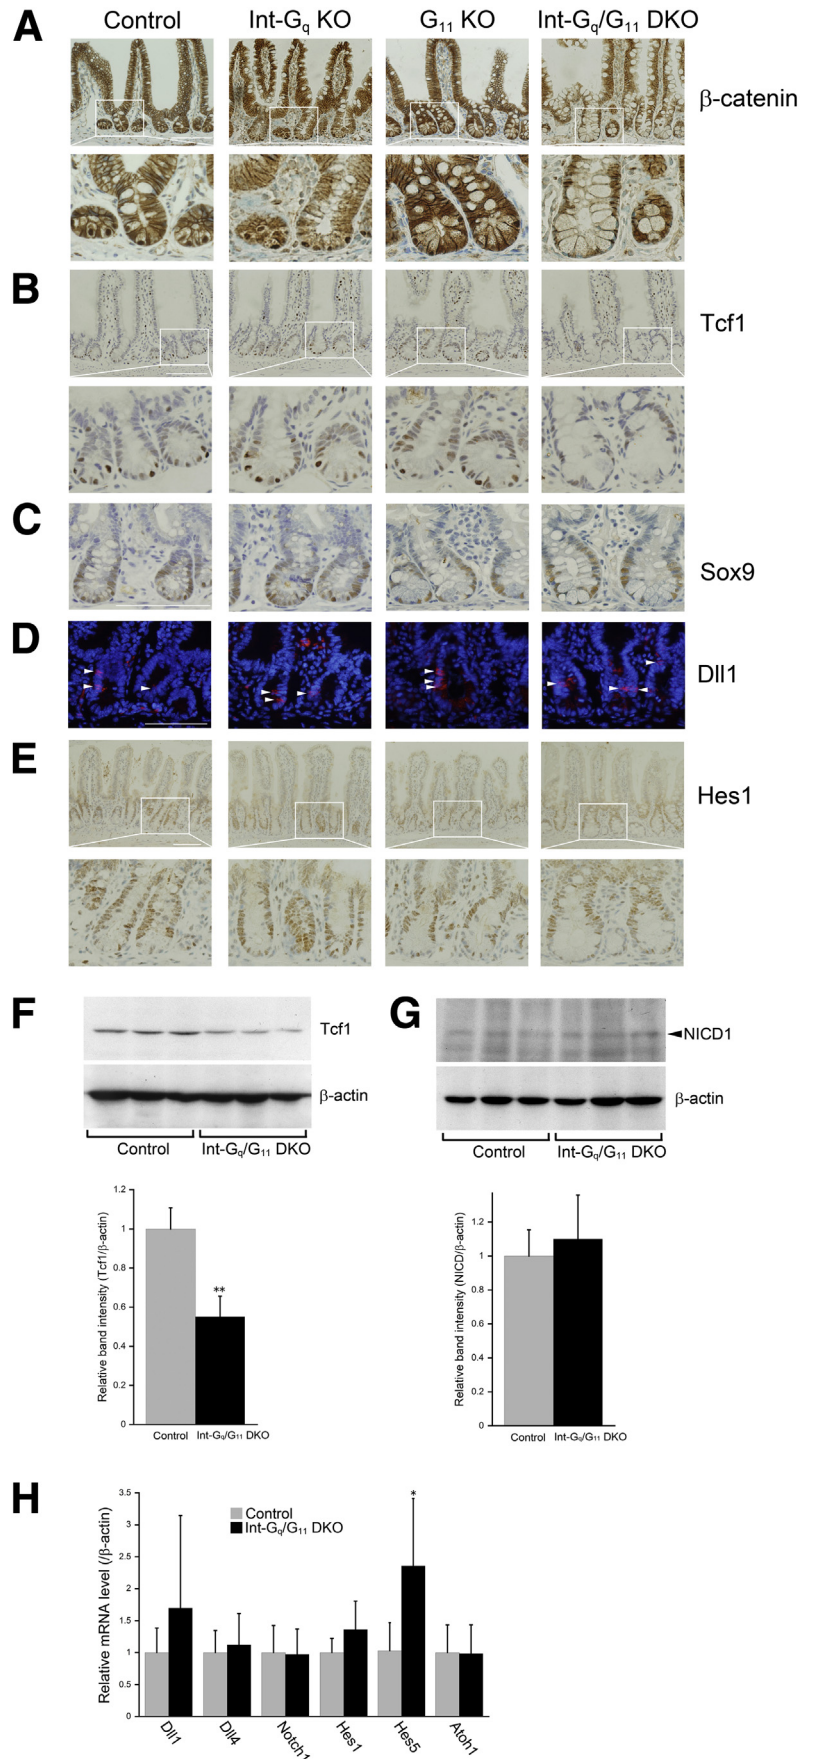 A
Control
Int-Gq KO
G11 KO
Int-Gq/G11 DKO
β-catenin
B
Tcf1
C
Sox9
D
Dll1
E
Hes1
F
Tcf1
β-actin
Control
Int-Gq/G11 DKO
Relative band intensity (Tcf1/β-actin)
1.2
1
0.8
0.6
0.4
0.2
0
**
Control
Int-Gq/G11 DKO
G
NICD1
β-actin
Control
Int-Gq/G11 DKO
Relative band intensity (NICD/β-actin)
1.2
1
0.8
0.6
0.4
0.2
0
Control
Int-Gq/G11 DKO
H
Relative mRNA level (/β-actin)
3.5
3
2.5
2
1.5
1
0.5
0
Control
Int-Gq/G11 DKO
*
Dll1
Dll4
Notch1
Hes1
Hes5
Atoh1